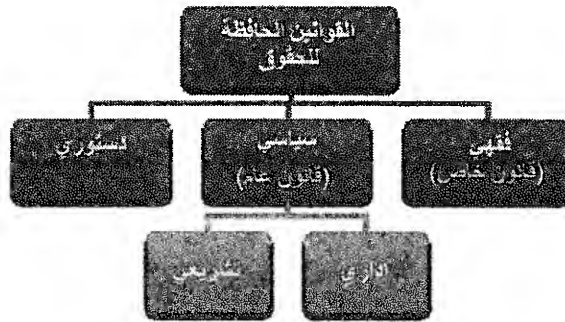 القوانين الحافظة
للحقوق
فقهي
(قانون خاص)
سياسي
(قانون عام)
دستوري
اداري
تشريعي